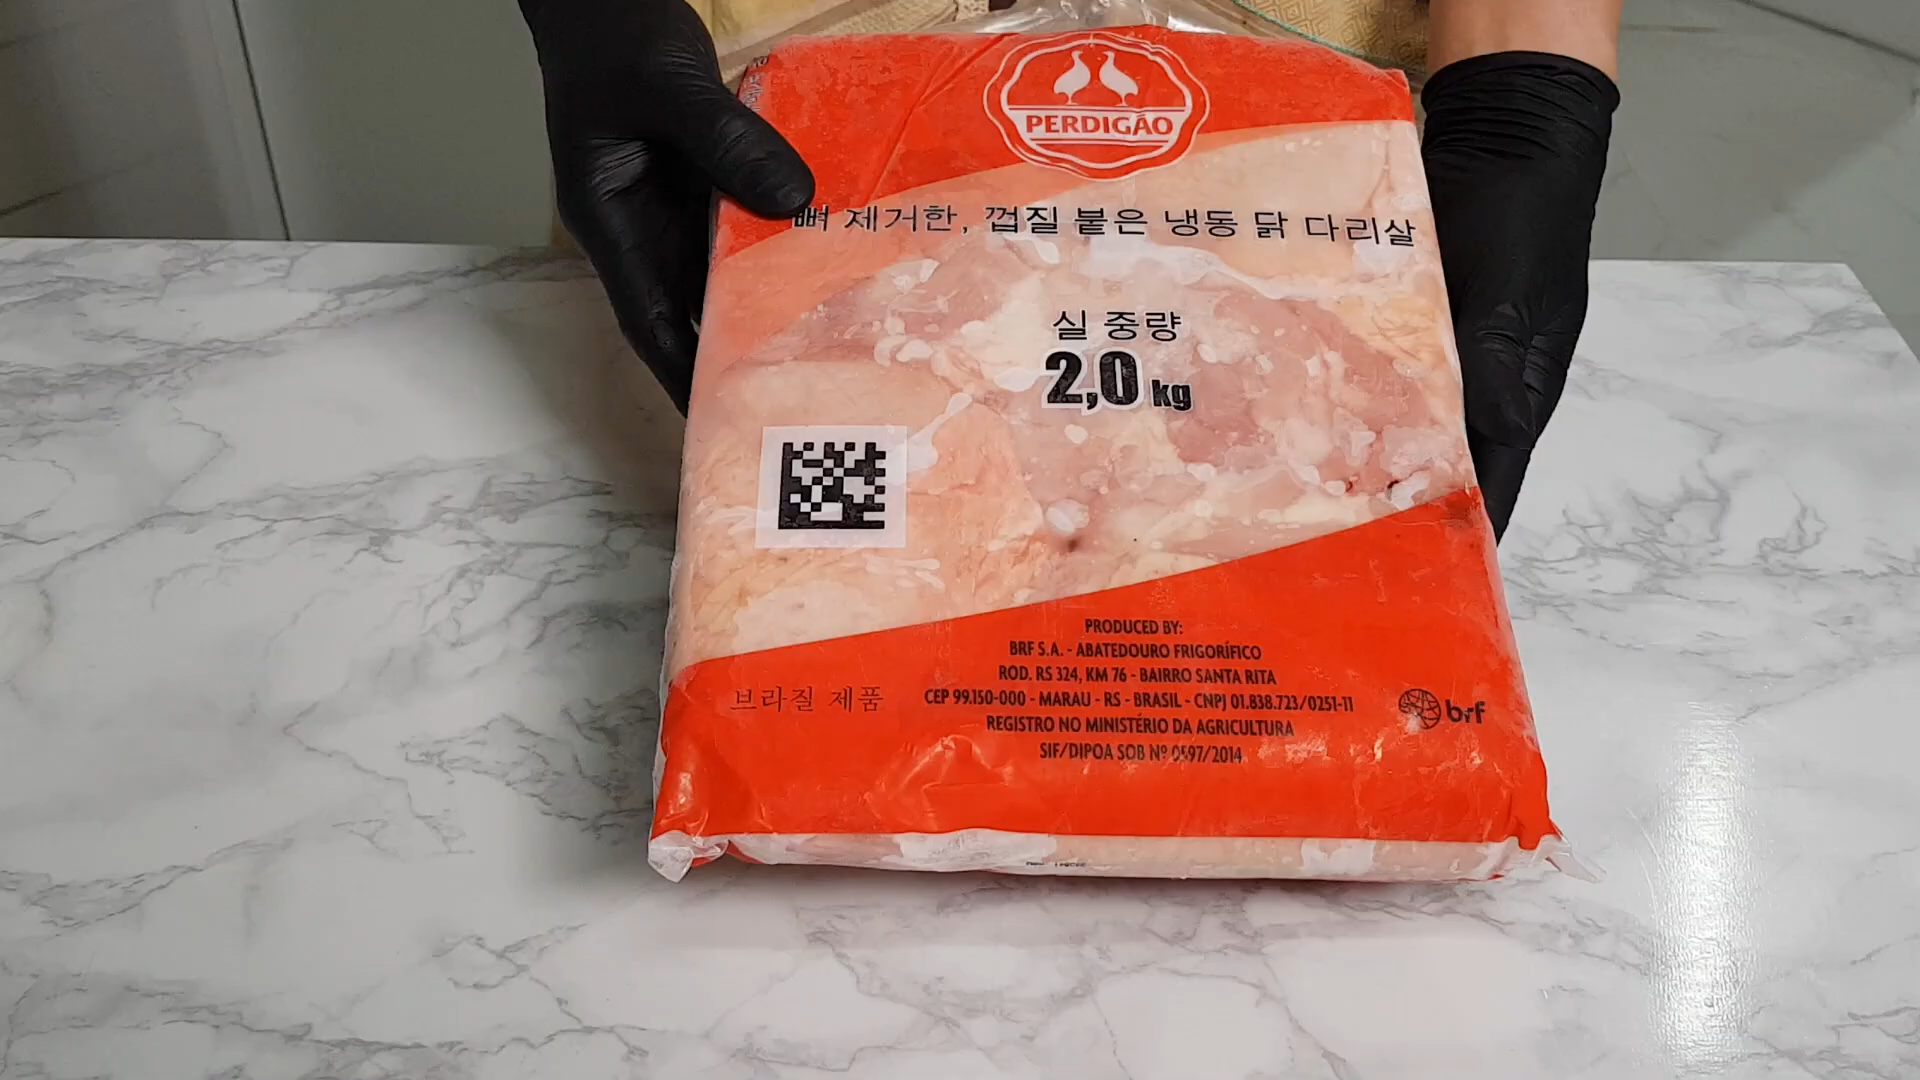 PERDIGÃO
뼈 제거한, 껍질 붙은 냉동 닭 다리살
실 중량
2,0 kg
PRODUCED BY:
BRF S.A. - ABATEDOURO FRIGORÍFICO
ROD. RS 324, KM 76 - BAIRRO SANTA RITA
CEP 99.150-000 - MARAU - RS - BRASIL - CNPJ 01.838.723/0251-11
REGISTRO NO MINISTÉRIO DA AGRICULTURA
SIF/DIPOA SOB Nº 0597/2014
브라질 제품
brf